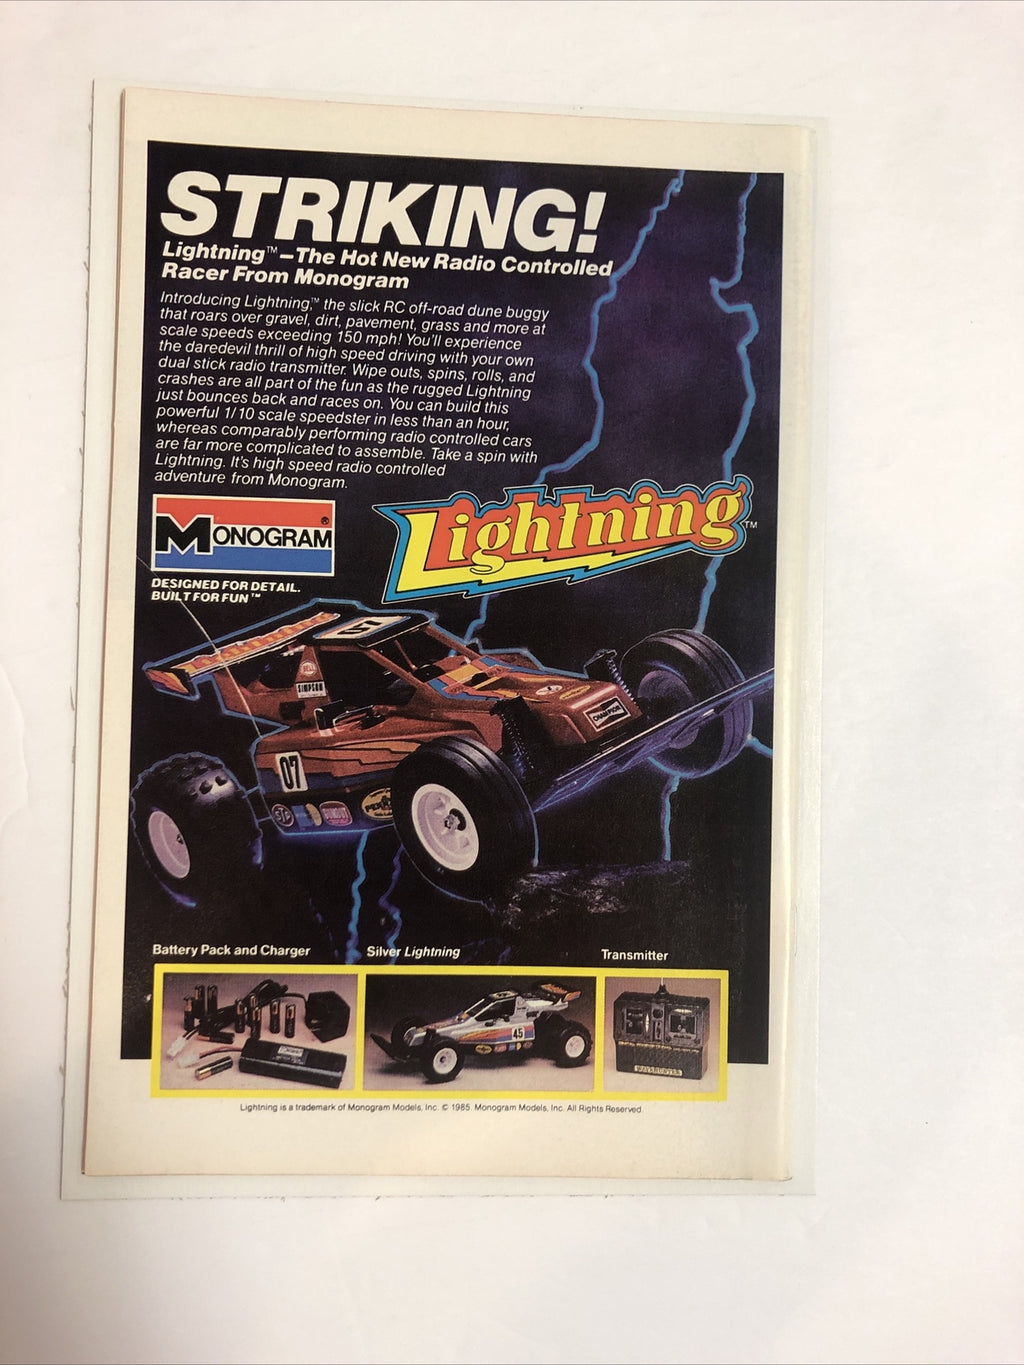 STRIKING!
Lightning™–The Hot New Radio Controlled
Racer From Monogram
Introducing Lightning,™ the slick RC off-road dune buggy
that roars over gravel, dirt, pavement, grass and more at
scale speeds exceeding 150 mph! You'll experience
the daredevil thrill of high speed driving with your own
dual stick radio transmitter. Wipe outs, spins, rolls, and
crashes are all part of the fun as the rugged Lightning
just bounces back and races on. You can build this
powerful 1/10 scale speedster in less than an hour,
whereas comparably performing radio controlled cars
are far more complicated to assemble. Take a spin with
Lightning. It's high speed radio controlled
adventure from Monogram.
MONOGRAM®
DESIGNED FOR DETAIL.
BUILT FOR FUN™
Lightning™
07
BELL
SIMPSON
CHAMPION
07
STP
Battery Pack and Charger
Silver Lightning
Transmitter
45
Lightning is a trademark of Monogram Models, Inc. © 1985 Monogram Models, Inc. All Rights Reserved.